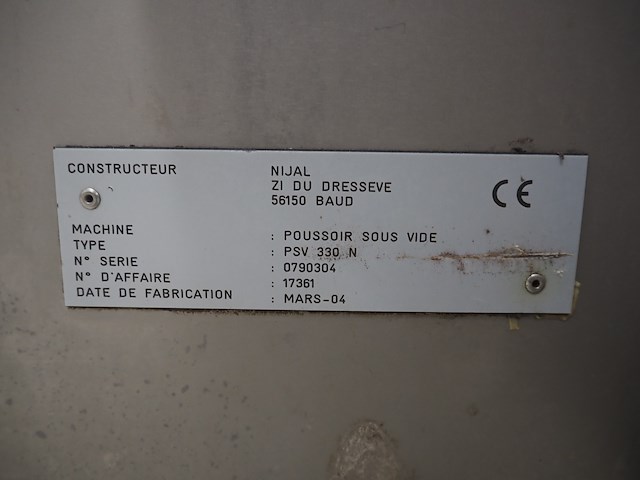 CONSTRUCTEUR NIJAL
ZI DU DRESSEVE
56150 BAUD
CE
MACHINE : POUSSOIR SOUS VIDE
TYPE : PSV 330 N
N° SERIE : 0790304
N° D'AFFAIRE : 17361
DATE DE FABRICATION : MARS-04